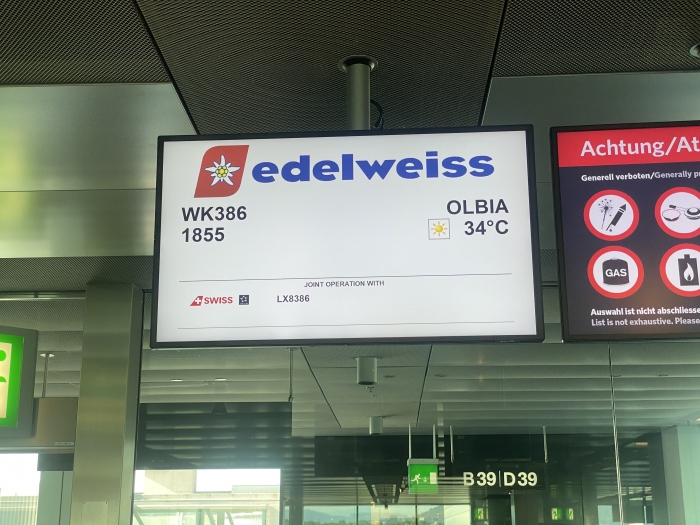 edelweiss
WK386
1855
OLBIA
34°C
JOINT OPERATION WITH
SWISS LX8386
Achtung/At
Generell verboten/Generally p
GAS
Auswahl ist nicht abschliesse
List is not exhaustive. Please
B39 D39